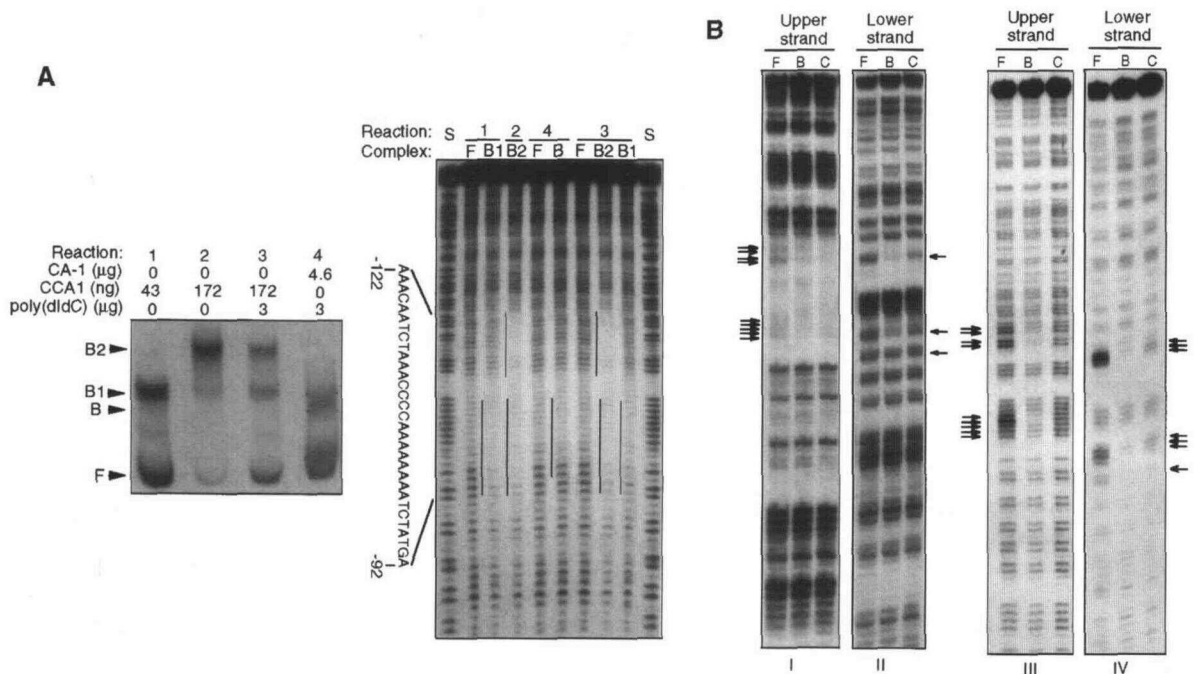 A
Reaction: 1 2 3 4
CA-1 (µg) 0 0 0 4.6
CCA1 (ng) 43 172 172 0
poly(dIdC) (µg) 0 0 3 3
B2
B1
B
F
Reaction: 1 2 4 3
S S
Complex: F B1 B2 F B F B2 B1
-122
AAACAATCTAAACCCCAAAAAAAATCTATGA
-92
B
Upper strand
Lower strand
Upper strand
Lower strand
F B C F B C F B C F B C
I II III IV